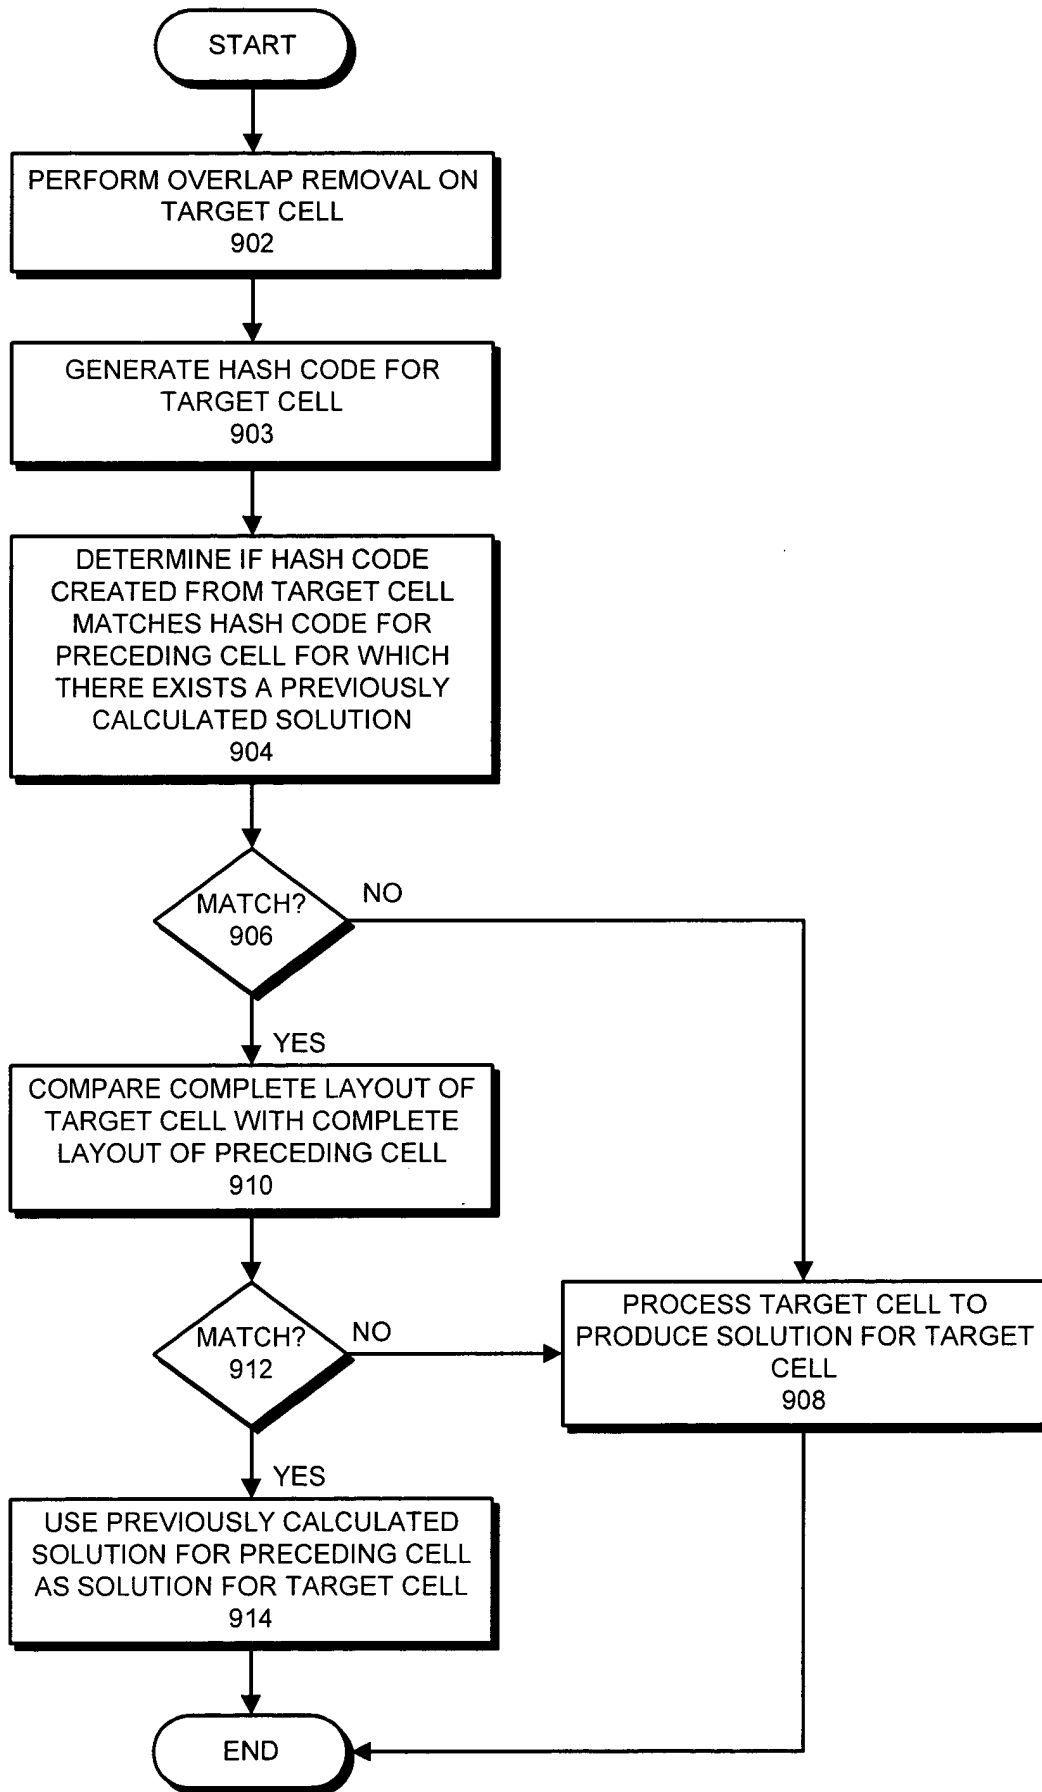 START
PERFORM OVERLAP REMOVAL ON
TARGET CELL
902
GENERATE HASH CODE FOR
TARGET CELL
903
DETERMINE IF HASH CODE
CREATED FROM TARGET CELL
MATCHES HASH CODE FOR
PRECEDING CELL FOR WHICH
THERE EXISTS A PREVIOUSLY
CALCULATED SOLUTION
904
MATCH?
906
NO
YES
COMPARE COMPLETE LAYOUT OF
TARGET CELL WITH COMPLETE
LAYOUT OF PRECEDING CELL
910
MATCH?
912
NO
PROCESS TARGET CELL TO
PRODUCE SOLUTION FOR TARGET
CELL
908
YES
USE PREVIOUSLY CALCULATED
SOLUTION FOR PRECEDING CELL
AS SOLUTION FOR TARGET CELL
914
END